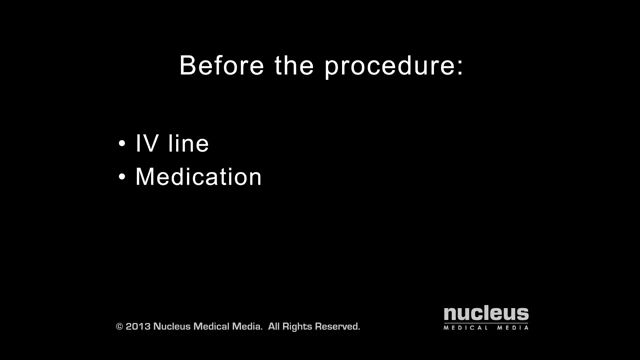 Before the procedure:
• IV line
• Medication
© 2013 Nucleus Medical Media. All Rights Reserved.
nucleus
MEDICAL MEDIA